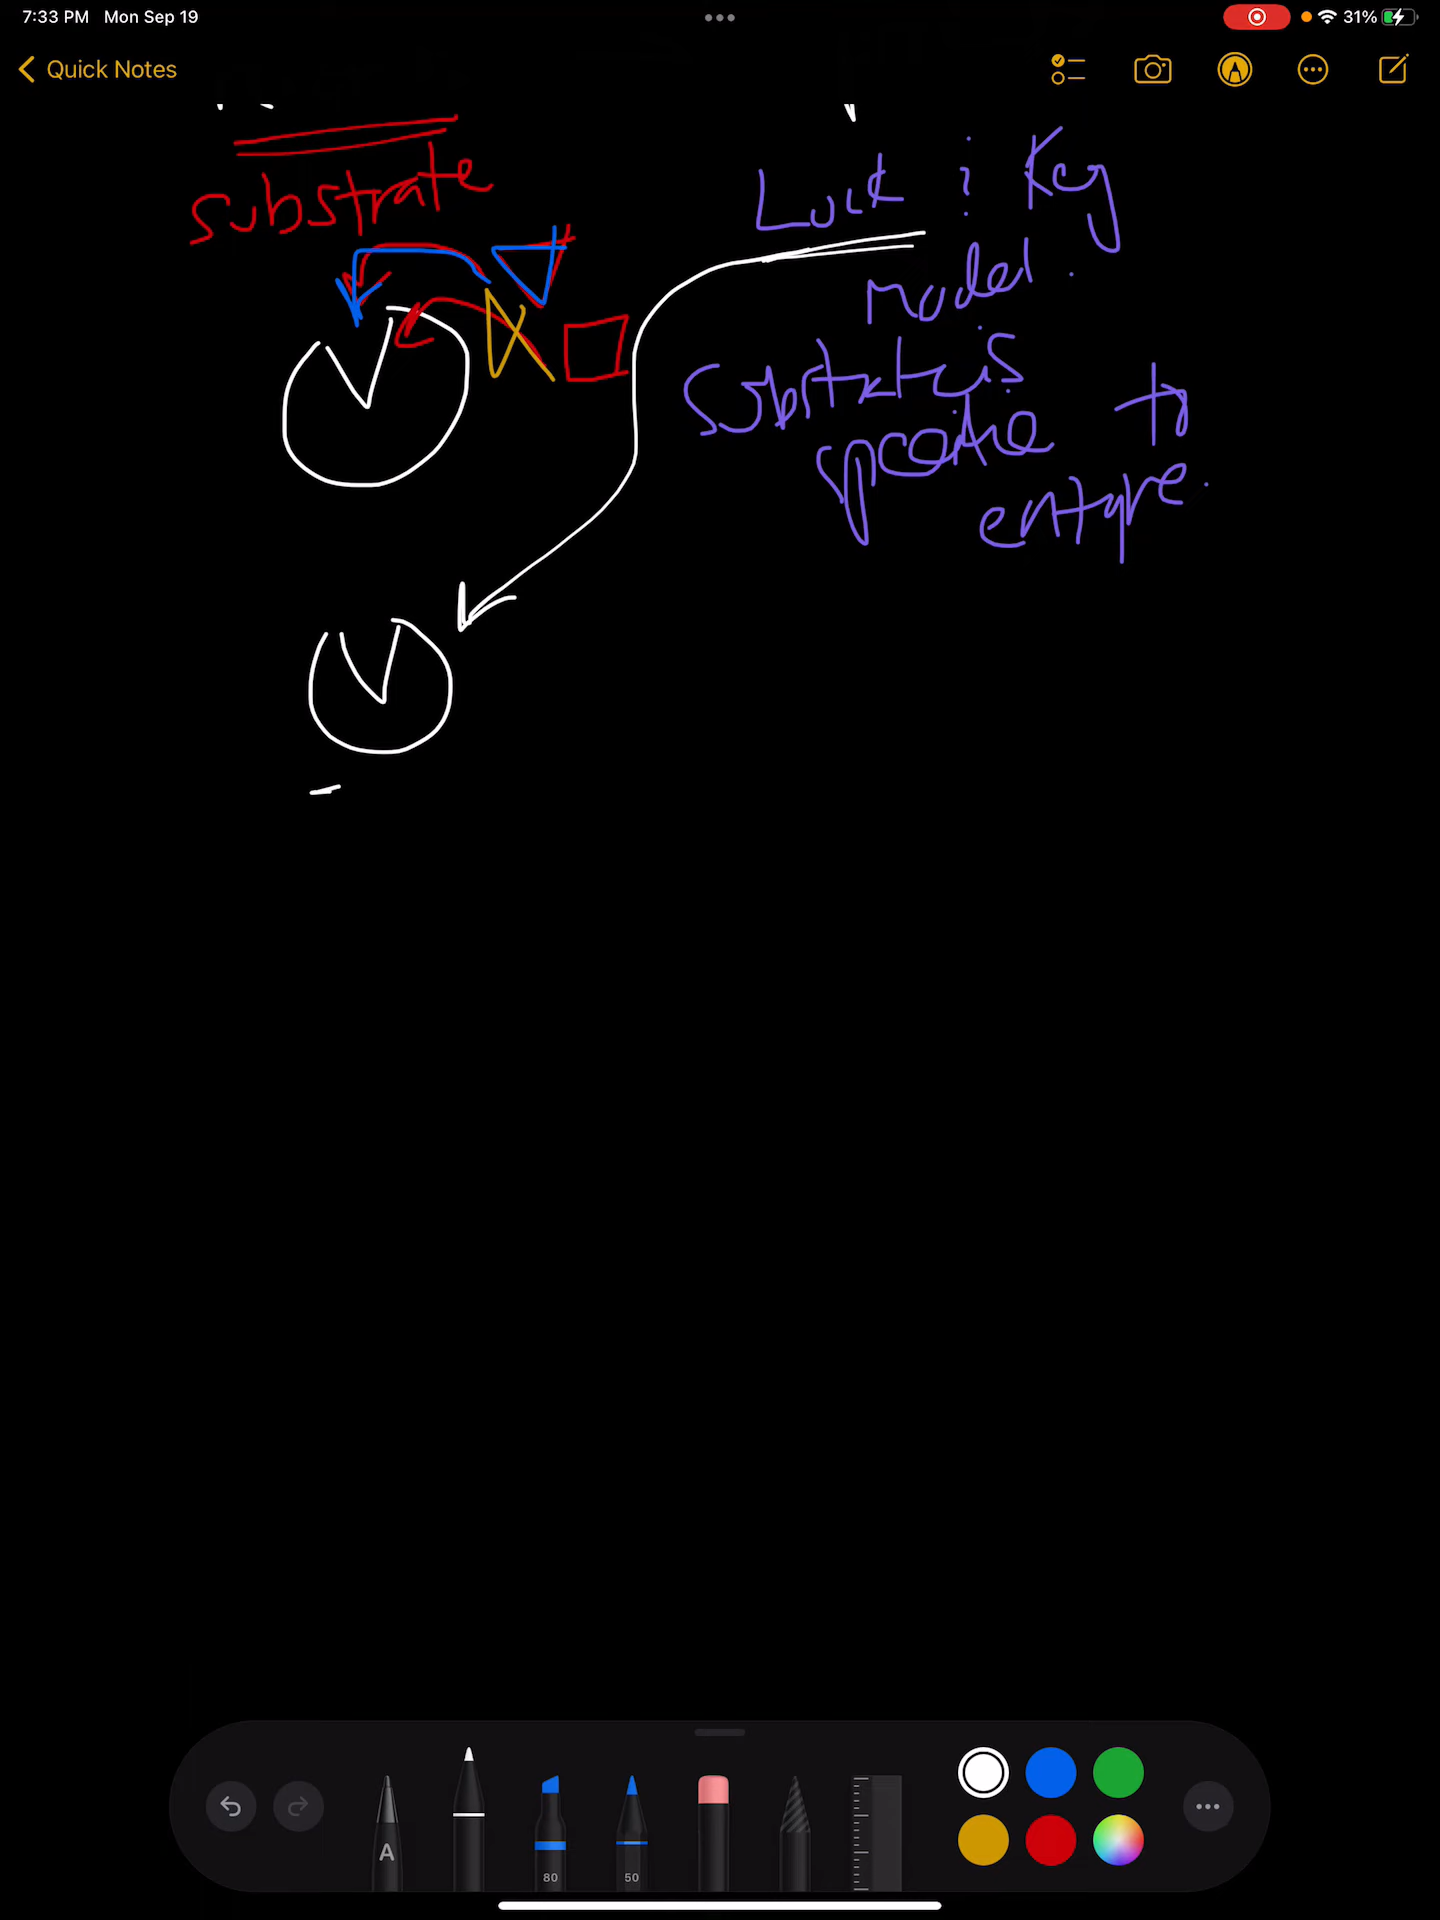 7:33 PM Mon Sep 19
31%
Quick Notes
substrate
Lock : Key
model.
Substrate is
specific to
enzyme.
A
80
50